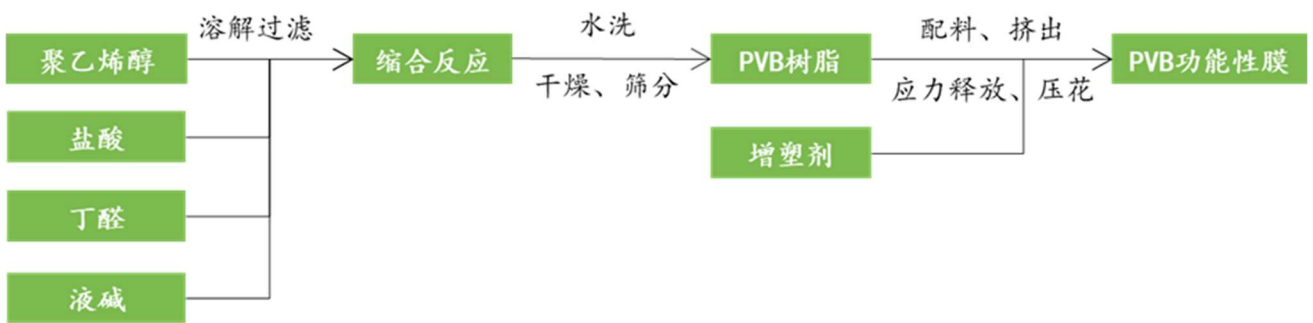 溶解过滤
水洗
配料、挤出
聚乙烯醇
缩合反应
PVB树脂
PVB功能性膜
干燥、筛分
应力释放、压花
盐酸
增塑剂
丁醛
液碱